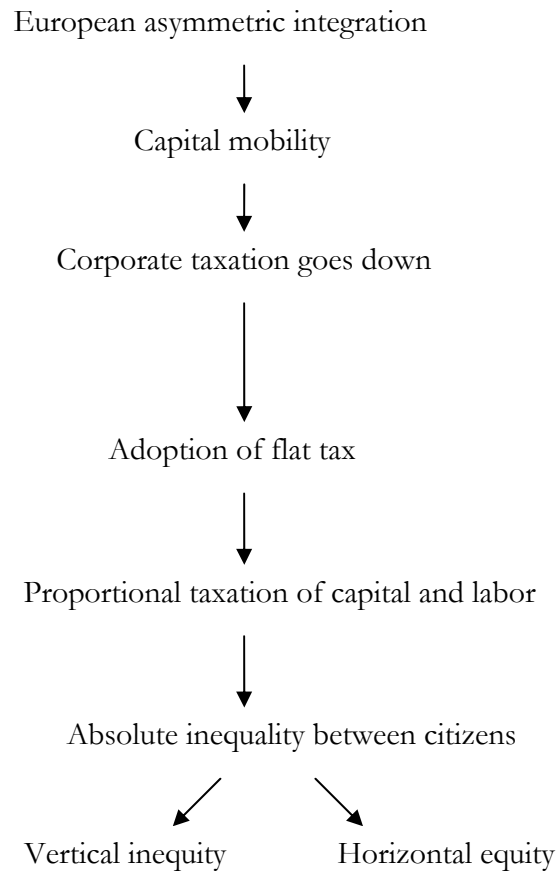 European asymmetric integration
Capital mobility
Corporate taxation goes down
Adoption of flat tax
Proportional taxation of capital and labor
Absolute inequality between citizens
Vertical inequity
Horizontal equity